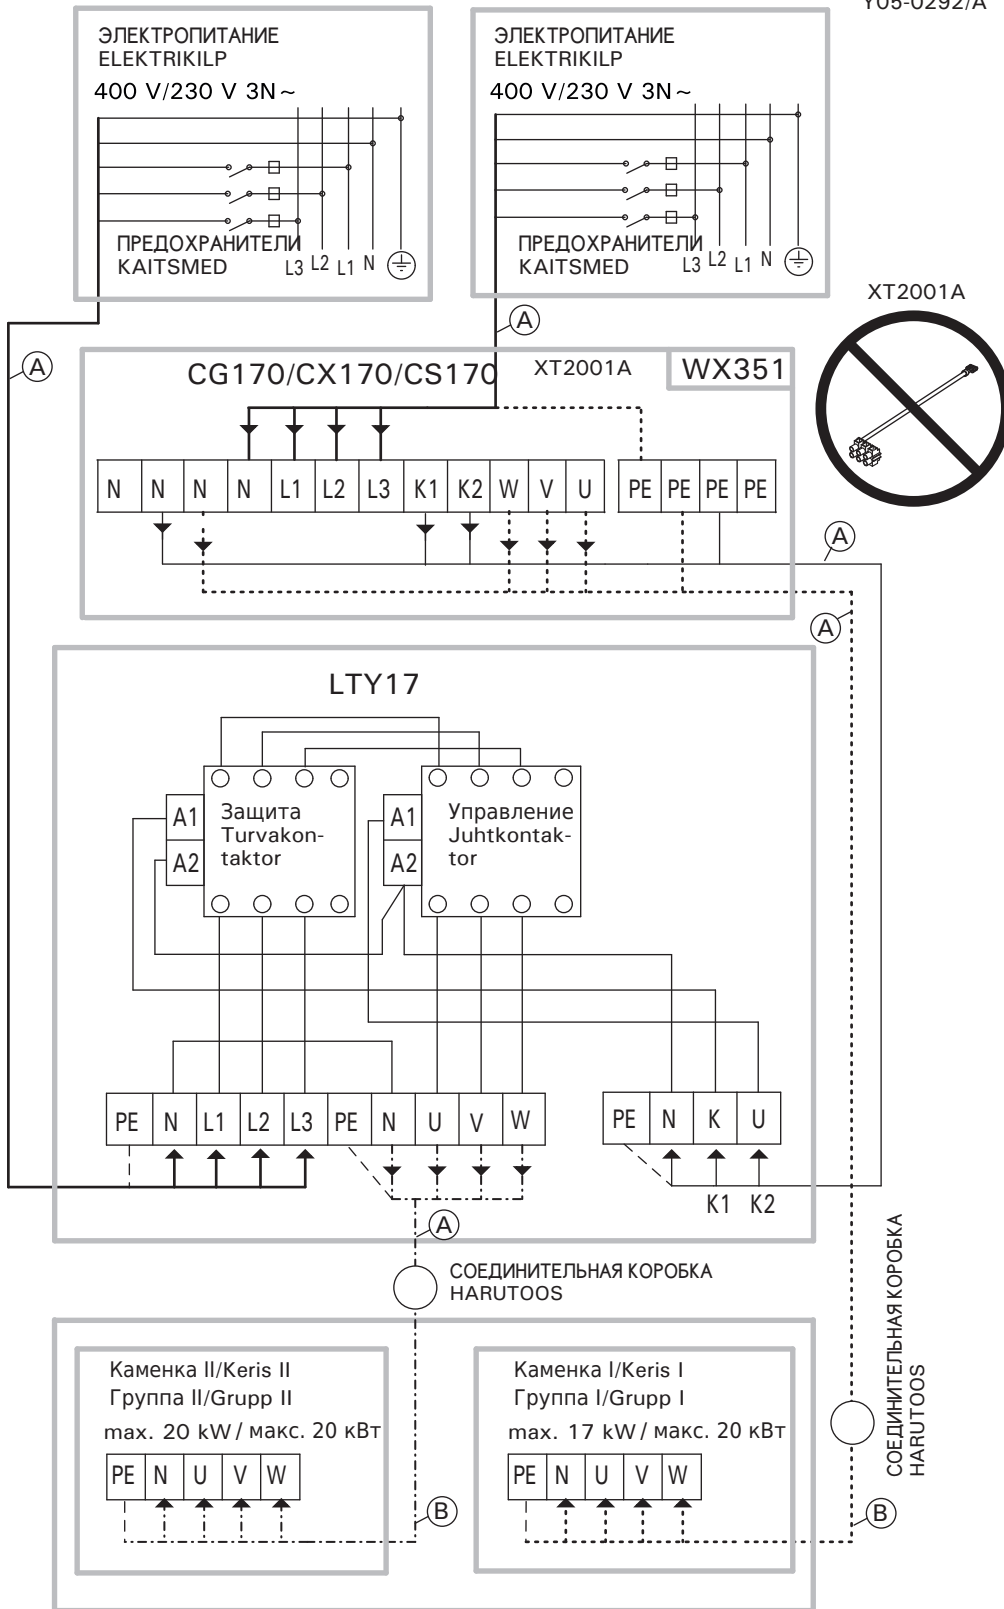 Y05-0292/A
ЭЛЕКТРОПИТАНИЕ
ELEKTRIKILP
400 V/230 V 3N~
ПРЕДОХРАНИТЕЛИ
KAITSMED
L3 L2 L1 N
ЭЛЕКТРОПИТАНИЕ
ELEKTRIKILP
400 V/230 V 3N~
ПРЕДОХРАНИТЕЛИ
KAITSMED
L3 L2 L1 N
XT2001A
A
A
CG170/CX170/CS170
XT2001A
WX351
N N N N L1 L2 L3 K1 K2 W V U
PE PE PE PE
A
A
LTY17
A1
A2
Защита
Turvakon-
taktor
A1
A2
Управление
Juhtkontak-
tor
PE N L1 L2 L3 PE N U V W
PE N K U
K1 K2
A
СОЕДИНИТЕЛЬНАЯ КОРОБКА
HARUTOOS
СОЕДИНИТЕЛЬНАЯ КОРОБКА
HARUTOOS
Каменка II/Keris II
Группа II/Grupp II
max. 20 kW / макс. 20 кВт
PE N U V W
B
Каменка I/Keris I
Группа I/Grupp I
max. 17 kW / макс. 20 кВт
PE N U V W
B